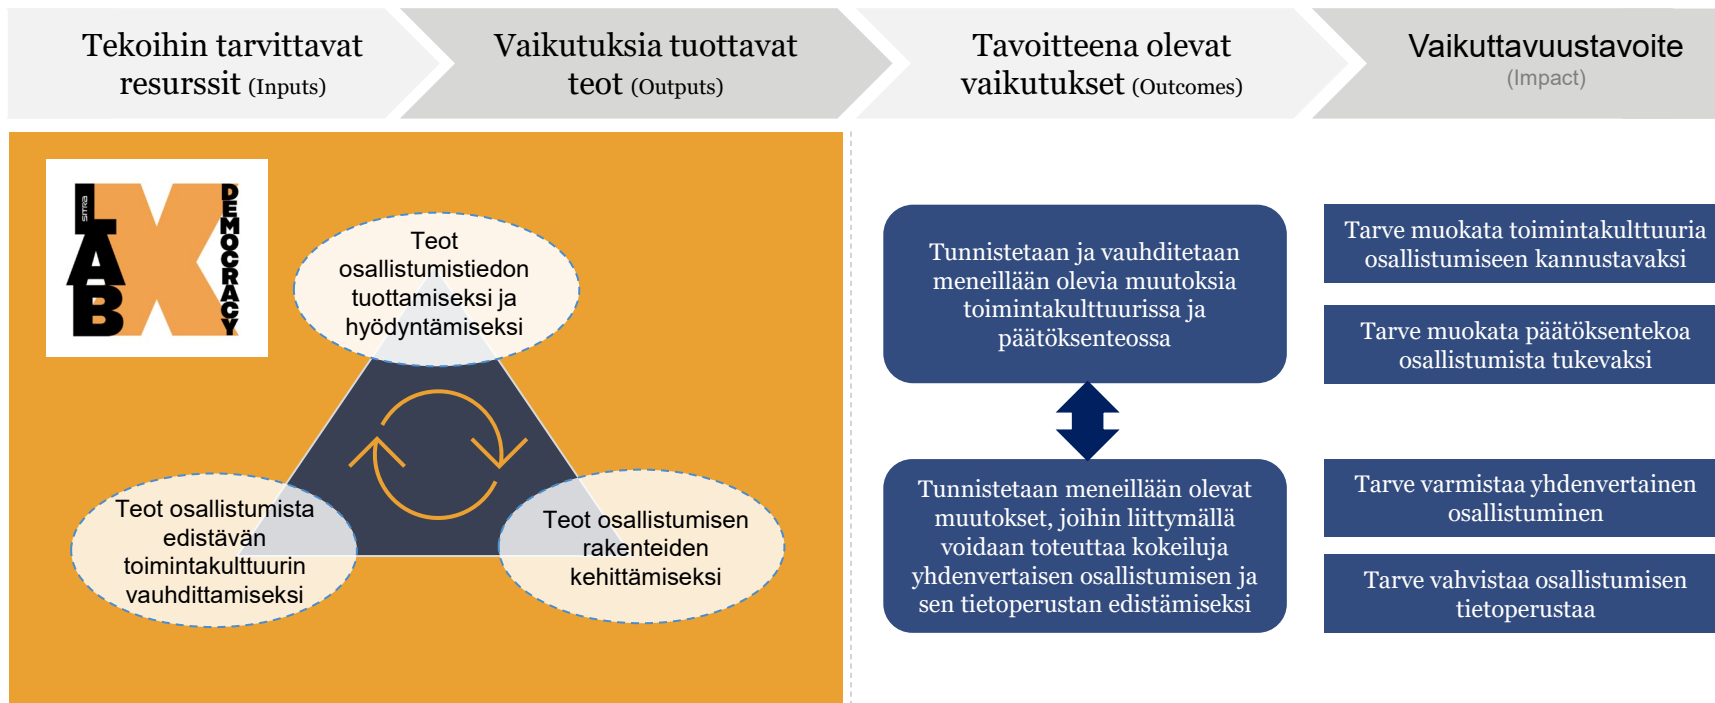 Tekoihin tarvittavat
resurssit (Inputs)
Vaikutuksia tuottavat
teot (Outputs)
Tavoitteena olevat
vaikutukset (Outcomes)
Vaikuttavuustavoite
(Impact)
SITRA
LAB
X
DEMOCRACY
Teot
osallistumistiedon
tuottamiseksi ja
hyödyntämiseksi
Teot osallistumista
edistävän
toimintakulttuurin
vauhdittamiseksi
Teot osallistumisen
rakenteiden
kehittämiseksi
Tunnistetaan ja vauhditetaan
meneillään olevia muutoksia
toimintakulttuurissa ja
päätöksenteossa
Tunnistetaan meneillään olevat
muutokset, joihin liittymällä
voidaan toteuttaa kokeiluja
yhdenvertaisen osallistumisen ja
sen tietoperustan edistämiseksi
Tarve muokata toimintakulttuuria
osallistumiseen kannustavaksi
Tarve muokata päätöksentekoa
osallistumista tukevaksi
Tarve varmistaa yhdenvertainen
osallistuminen
Tarve vahvistaa osallistumisen
tietoperustaa